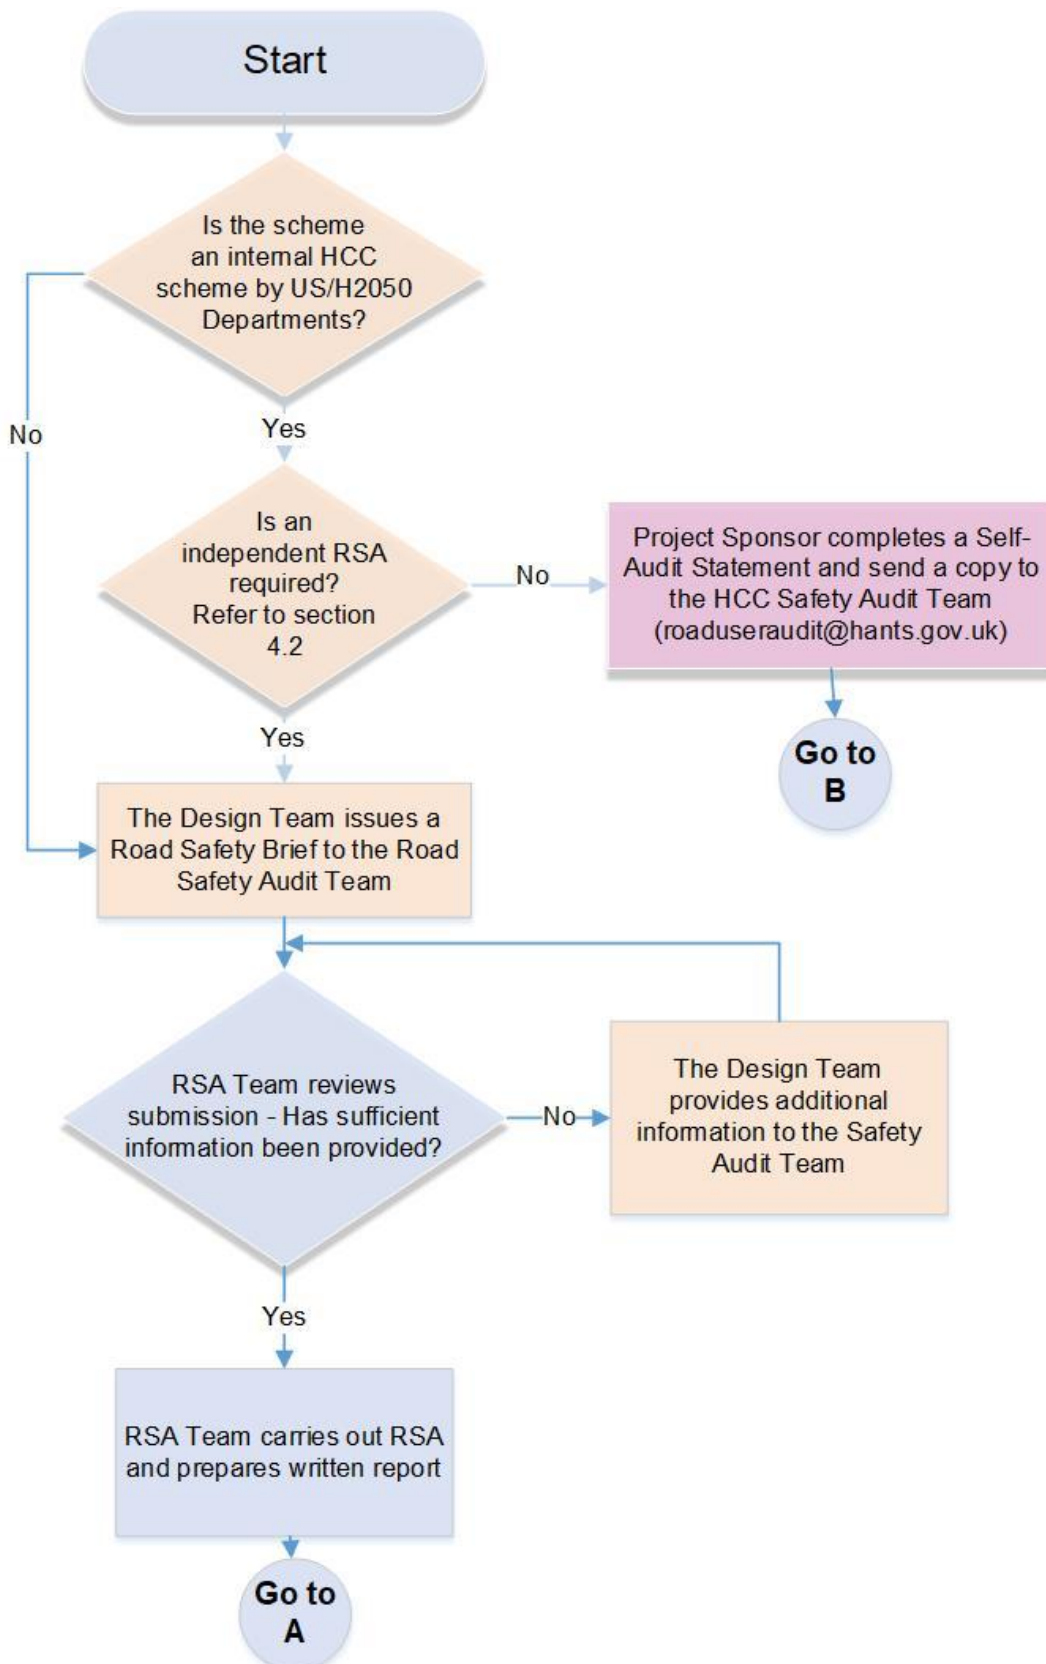 Start
Is the scheme
an internal HCC
scheme by US/H2050
Departments?
No
Yes
Is an
independent RSA
required?
Refer to section
4.2
No
Project Sponsor completes a Self-
Audit Statement and send a copy to
the HCC Safety Audit Team
(roaduseraudit@hants.gov.uk)
Yes
Go to
B
The Design Team issues a
Road Safety Brief to the Road
Safety Audit Team
RSA Team reviews
submission - Has sufficient
information been provided?
No
The Design Team
provides additional
information to the Safety
Audit Team
Yes
RSA Team carries out RSA
and prepares written report
Go to
A